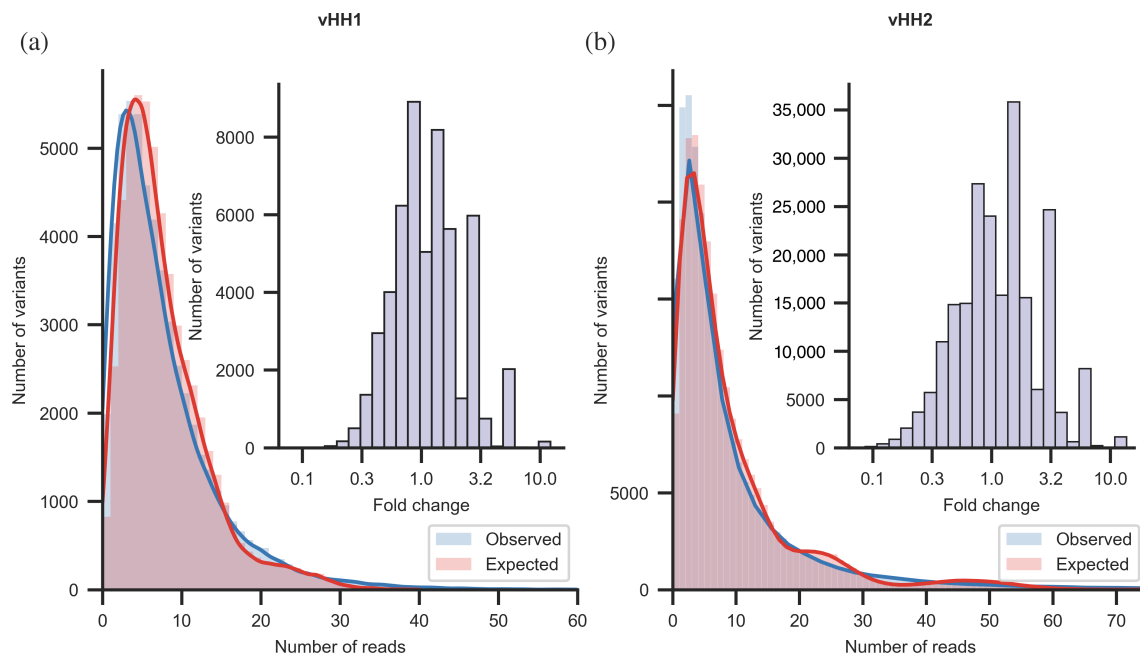 vHH1
vHH2
(a)
(b)
Number of variants
5000
4000
3000
2000
1000
0
0
10
20
30
40
50
60
Number of reads
Number of variants
8000
6000
4000
2000
0
0.1
0.3
1.0
3.2
10.0
Fold change
Observed
Expected
Number of variants
5000
0
0
10
20
30
40
50
60
70
Number of reads
Number of variants
35,000
30,000
25,000
20,000
15,000
10,000
5000
0
0.1
0.3
1.0
3.2
10.0
Fold change
Observed
Expected